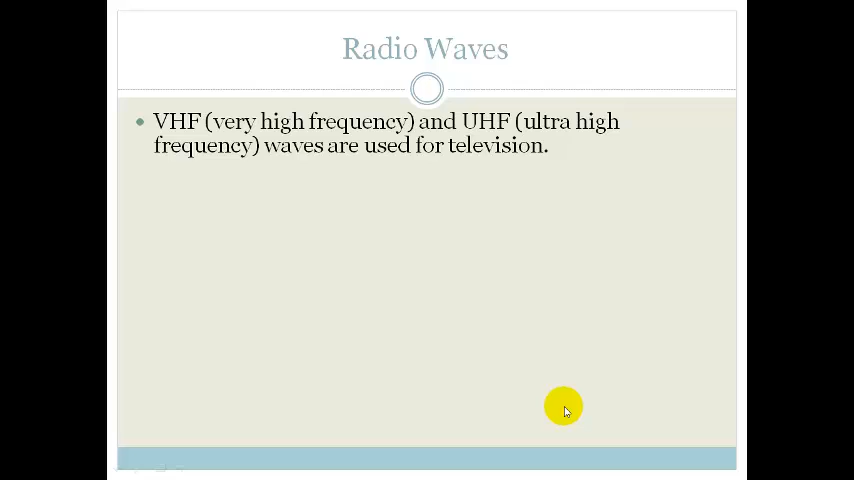 Radio Waves
VHF (very high frequency) and UHF (ultra high
frequency) waves are used for television.